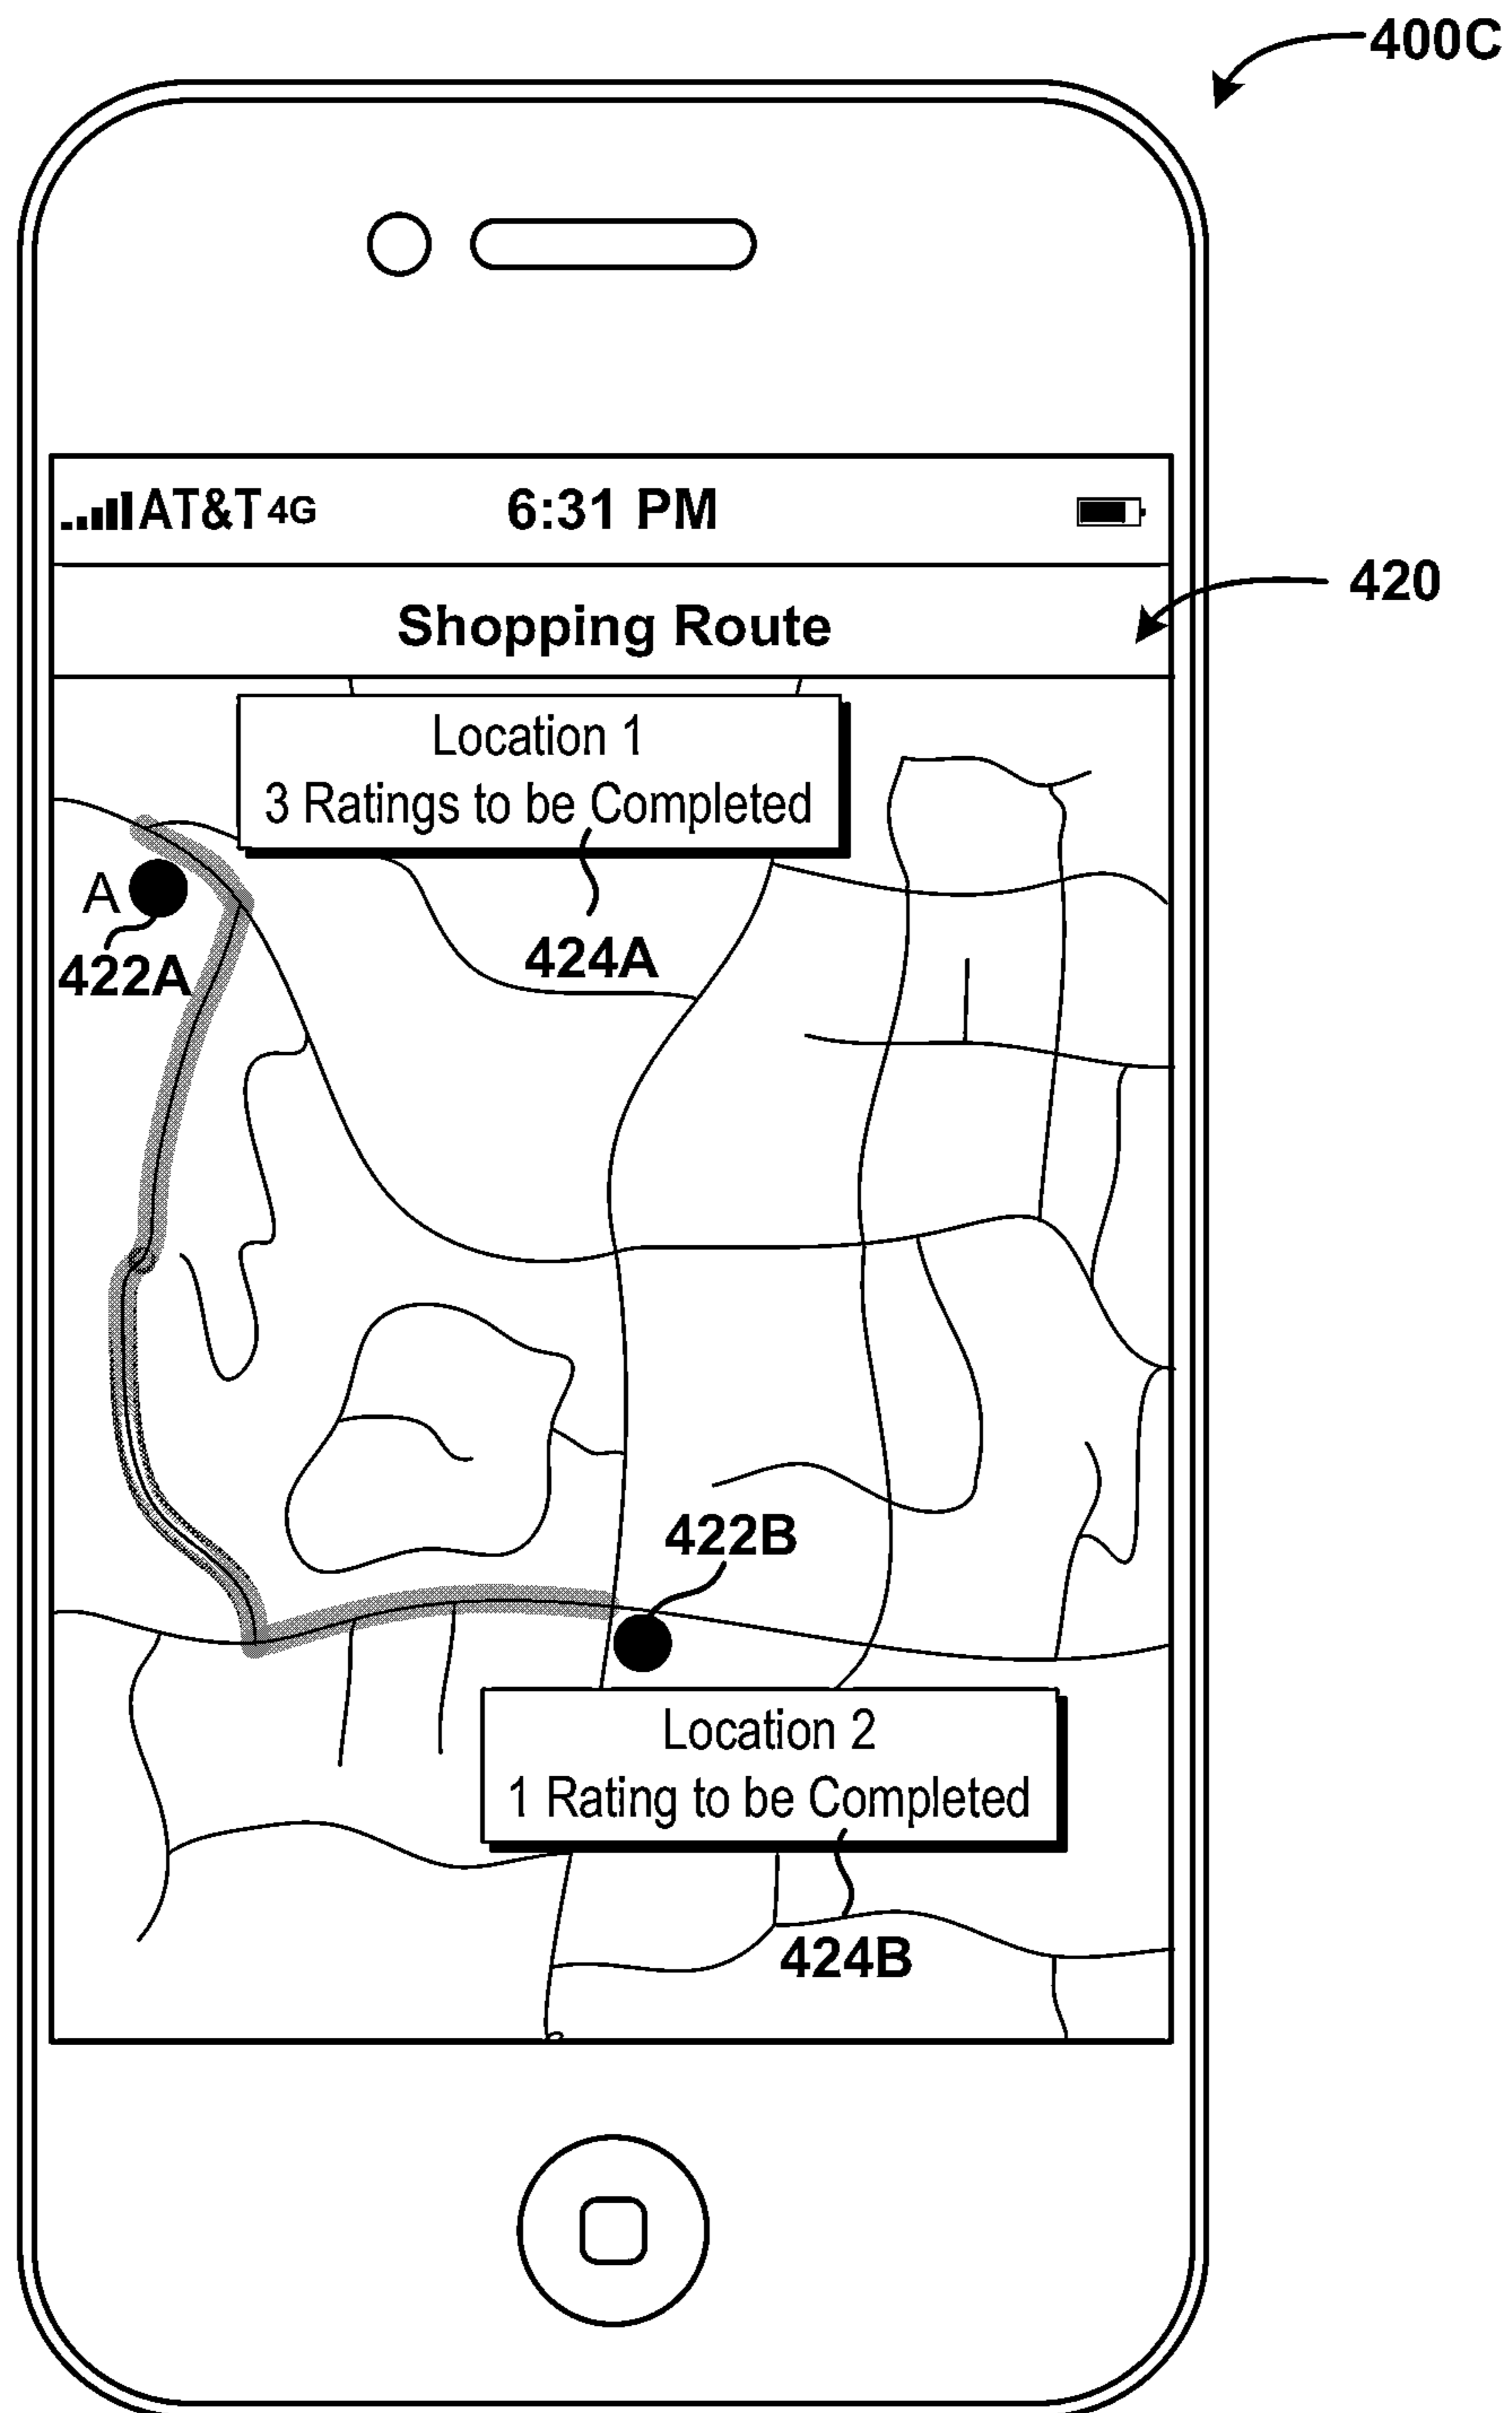 400C
AT&T 4G 6:31 PM
420
Shopping Route
Location 1
3 Ratings to be Completed
A
422A
424A
422B
Location 2
1 Rating to be Completed
424B